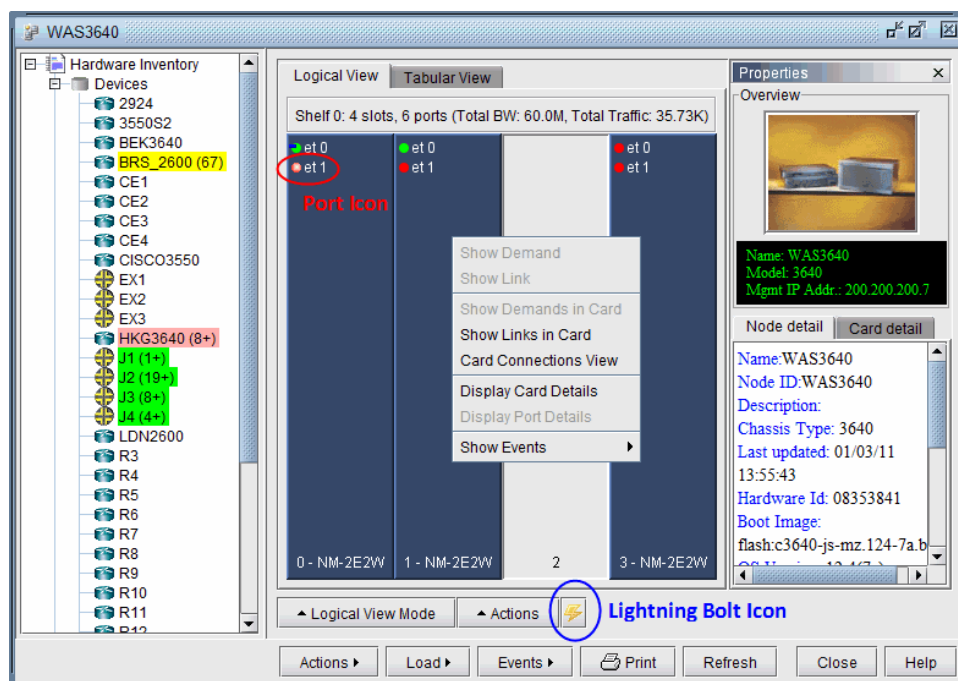 WAS3640
Hardware Inventory
Devices
2924
3550S2
BEK3640
BRS_2600 (67)
CE1
CE2
CE3
CE4
CISCO3550
EX1
EX2
EX3
HKG3640 (8+)
J1 (1+)
J2 (19+)
J3 (8+)
J4 (4+)
LDN2600
R3
R4
R5
R6
R7
R8
R9
R10
R11
R12
Logical View
Tabular View
Shelf 0: 4 slots, 6 ports (Total BW: 60.0M, Total Traffic: 35.73K)
et 0
et 1
Port Icon
et 0
et 1
et 0
et 1
Show Demand
Show Link
Show Demands in Card
Show Links in Card
Card Connections View
Display Card Details
Display Port Details
Show Events
0 - NM-2E2W
1 - NM-2E2W
2
3 - NM-2E2W
Logical View Mode
Actions
Lightning Bolt Icon
Properties
Overview
Name: WAS3640
Model: 3640
Mgmt IP Addr.: 200.200.200.7
Node detail
Card detail
Name:WAS3640
Node ID:WAS3640
Description:
Chassis Type: 3640
Last updated: 01/03/11
13:55:43
Hardware Id: 08353841
Boot Image:
flash:c3640-js-mz.124-7a.b
Actions
Load
Events
Print
Refresh
Close
Help